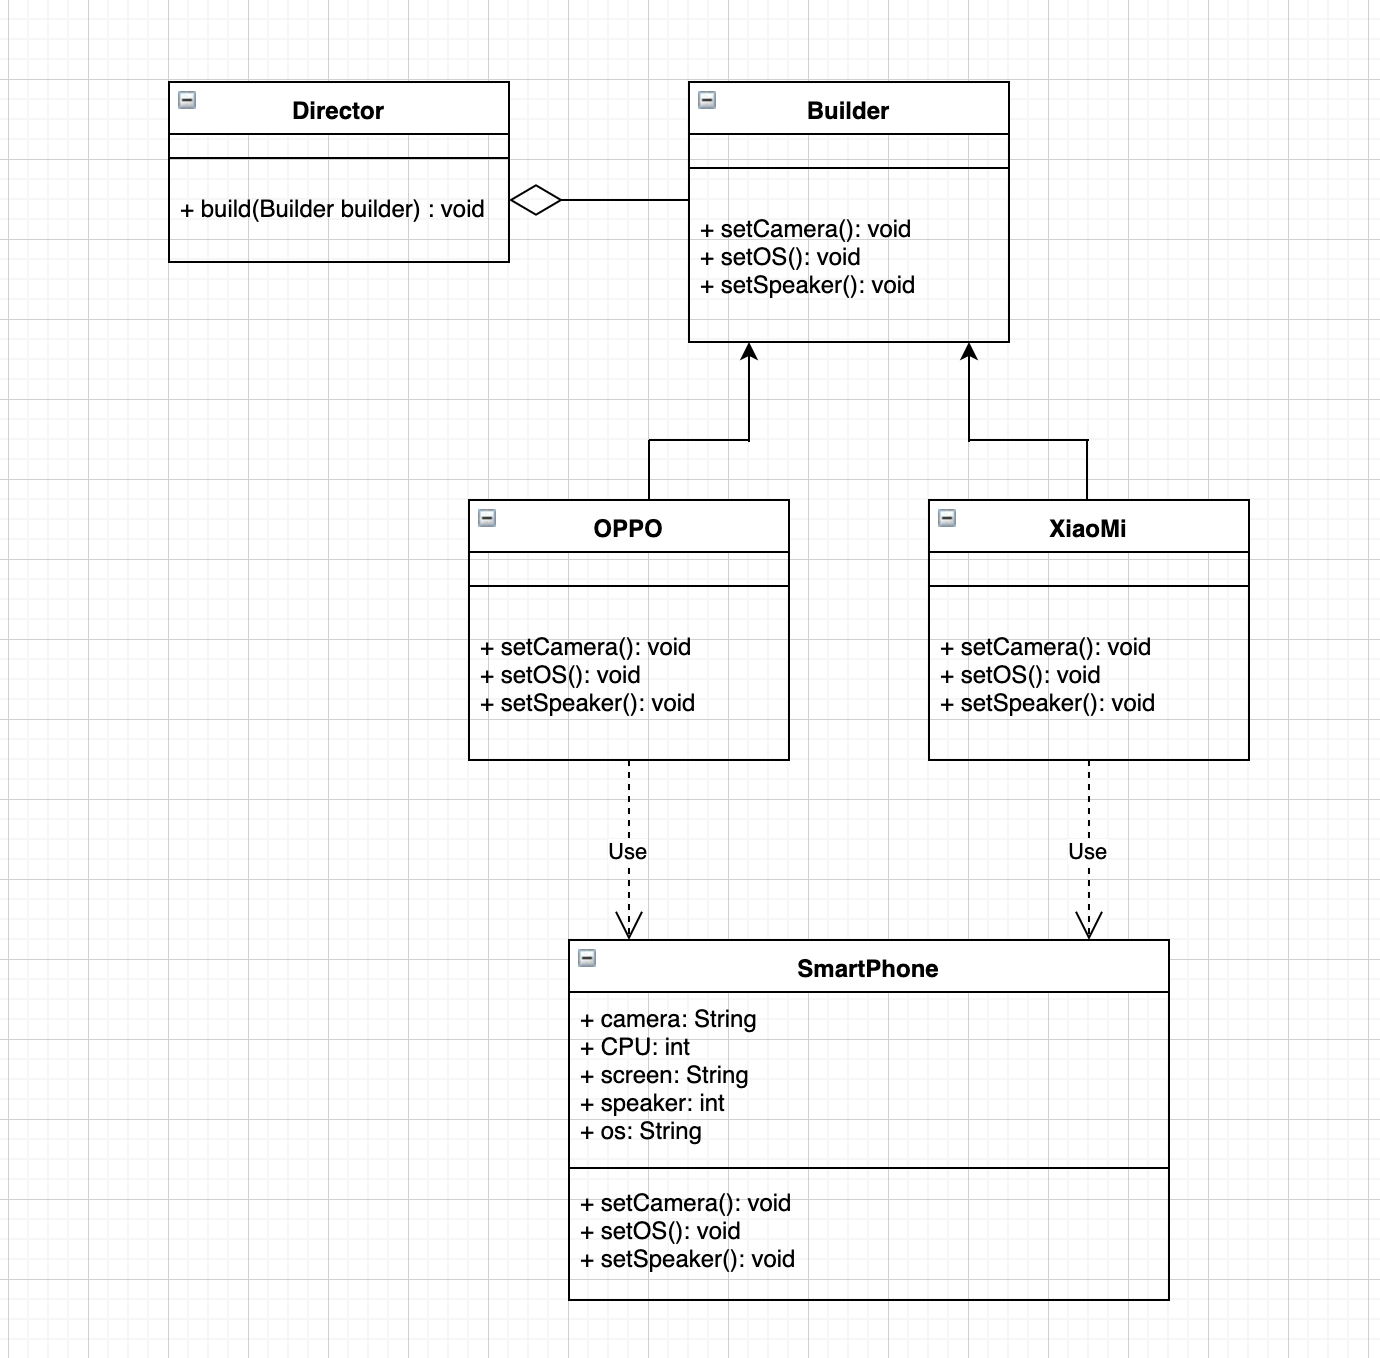 Director
+ build(Builder builder) : void
Builder
+ setCamera(): void
+ setOS(): void
+ setSpeaker(): void
OPPO
+ setCamera(): void
+ setOS(): void
+ setSpeaker(): void
XiaoMi
+ setCamera(): void
+ setOS(): void
+ setSpeaker(): void
Use
Use
SmartPhone
+ camera: String
+ CPU: int
+ screen: String
+ speaker: int
+ os: String
+ setCamera(): void
+ setOS(): void
+ setSpeaker(): void